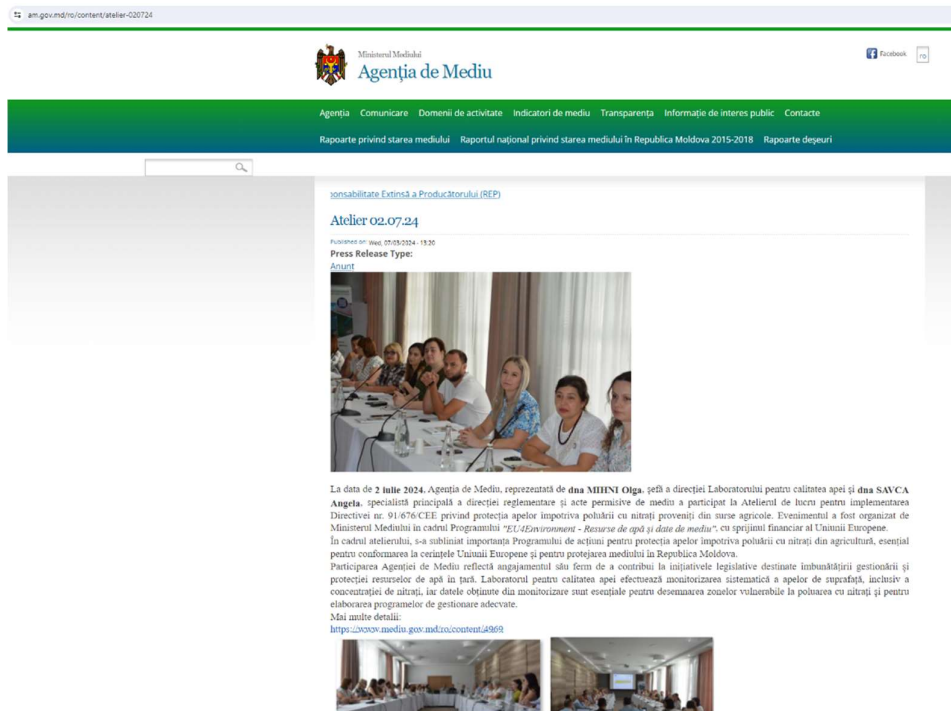 am.gov.md/ro/content/atelier-020724
Ministerul Mediului
Agenția de Mediu
Facebook
ro
Agenția Comunicare Domenii de activitate Indicatori de mediu Transparența Informație de interes public Contacte
Rapoarte privind starea mediului Raportul național privind starea mediului în Republica Moldova 2015-2018 Rapoarte deșeuri
onsabilitate Extinsă a Producătorului (REP)
Atelier 02.07.24
Published on: Wed, 07/03/2024 - 13:20
Press Release Type:
Anunt
La data de 2 iulie 2024, Agenția de Mediu, reprezentată de dna MIHNI Olga, șefă a direcției Laboratorului pentru calitatea apei și dna SAVCA
Angela, specialistă principală a direcției reglementare și acte permisive de mediu a participat la Atelierul de lucru pentru implementarea
Directivei nr. 91/676/CEE privind protecția apelor împotriva poluării cu nitrați proveniți din surse agricole. Evenimentul a fost organizat de
Ministerul Mediului în cadrul Programului "EU4Environment - Resurse de apă și date de mediu", cu sprijinul financiar al Uniunii Europene.
În cadrul atelierului, s-a subliniat importanța Programului de acțiuni pentru protecția apelor împotriva poluării cu nitrați din agricultură, esențial
pentru conformarea la cerințele Uniunii Europene și pentru protejarea mediului în Republica Moldova.
Participarea Agenției de Mediu reflectă angajamentul său ferm de a contribui la inițiativele legislative destinate îmbunătățirii gestionării și
protecției resurselor de apă în țară. Laboratorul pentru calitatea apei efectuează monitorizarea sistematică a apelor de suprafață, inclusiv a
concentrației de nitrați, iar datele obținute din monitorizare sunt esențiale pentru desemnarea zonelor vulnerabile la poluarea cu nitrați și pentru
elaborarea programelor de gestionare adecvate.
Mai multe detalii:
https://www.mediu.gov.md/ro/content/4969